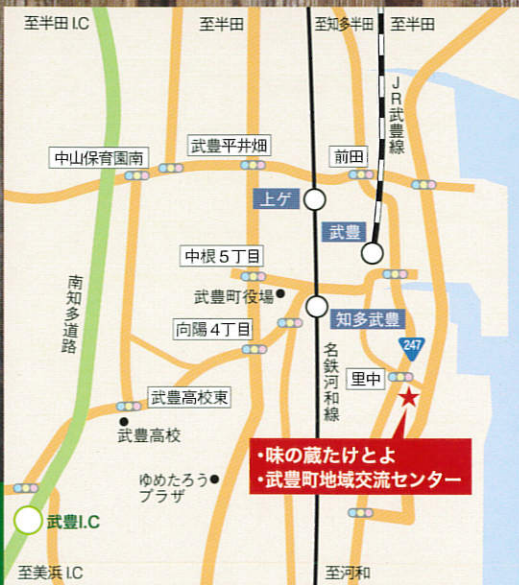 至半田I.C
至半田
至知多半田
至半田
JR武豊線
武豊平井畑
中山保育園南
前田
上ゲ
武豊
中根5丁目
武豊町役場
知多武豊
南知多道路
向陽4丁目
247
名鉄河和線
里中
武豊高校東
武豊高校
・味の蔵たけとよ
・武豊町地域交流センター
ゆめたろう
プラザ
武豊I.C
至美浜I.C
至河和